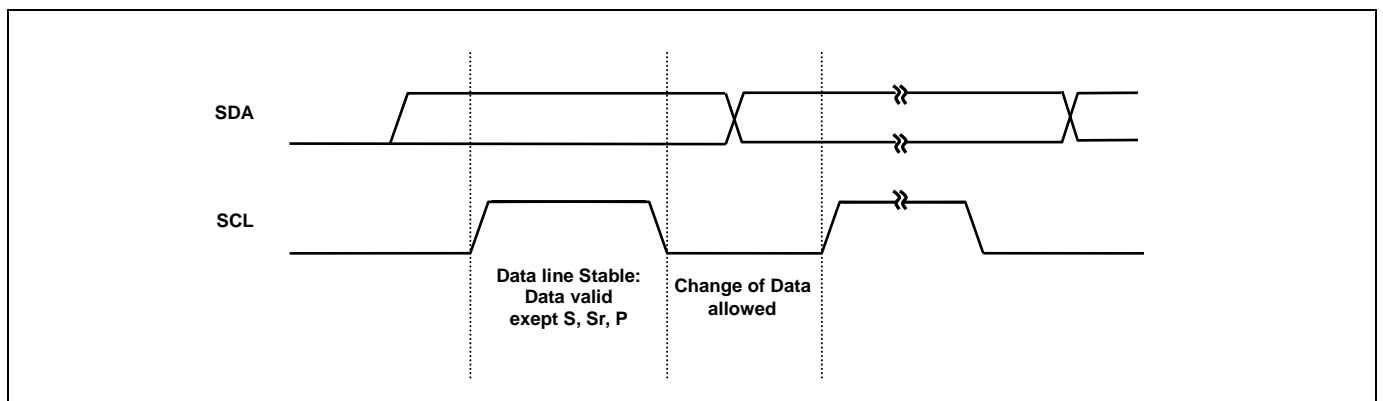 SDA
SCL
Data line Stable:
Data valid
exept S, Sr, P
Change of Data
allowed